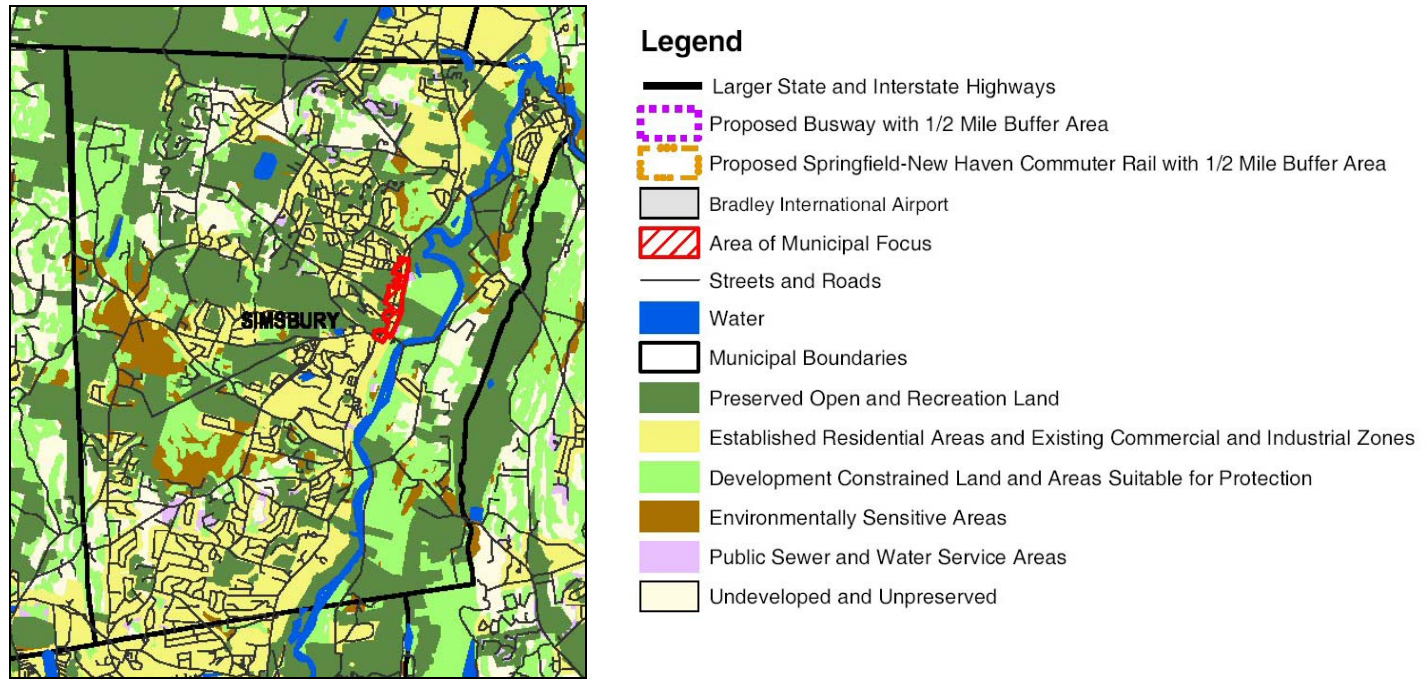 SIMSBURY
Legend
Larger State and Interstate Highways
Proposed Busway with 1/2 Mile Buffer Area
Proposed Springfield-New Haven Commuter Rail with 1/2 Mile Buffer Area
Bradley International Airport
Area of Municipal Focus
Streets and Roads
Water
Municipal Boundaries
Preserved Open and Recreation Land
Established Residential Areas and Existing Commercial and Industrial Zones
Development Constrained Land and Areas Suitable for Protection
Environmentally Sensitive Areas
Public Sewer and Water Service Areas
Undeveloped and Unpreserved